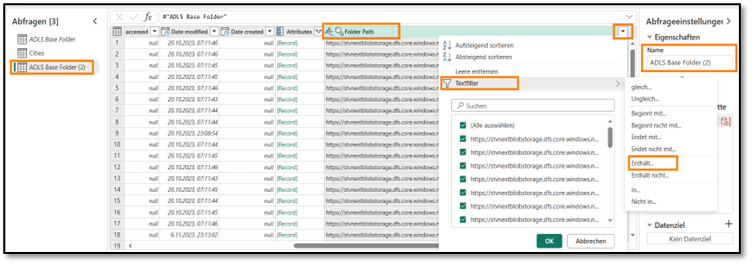 Abfragen [3]
ADLS Base Folder
Cities
ADLS Base Folder (2)
#"ADLS Base Folder"
accessed Date modified Date created Attributes Folder Path
1 null 20.10.2023, 07:11:46 null [Record] https://stvnextblobstorage.dfs.core.windows.n
2 null 20.10.2023, 07:11:46 null [Record] https://stvnextblobstorage.dfs.core.windows.n
3 null 20.10.2023, 07:11:45 null [Record] https://stvnextblobstorage.dfs.core.windows.n
4 null 20.10.2023, 07:11:45 null [Record] https://stvnextblobstorage.dfs.core.windows.n
5 null 20.10.2023, 07:11:46 null [Record] https://stvnextblobstorage.dfs.core.windows.n
6 null 20.10.2023, 07:11:43 null [Record] https://stvnextblobstorage.dfs.core.windows.n
7 null 20.10.2023, 07:11:44 null [Record] https://stvnextblobstorage.dfs.core.windows.n
8 null 20.10.2023, 07:11:43 null [Record] https://stvnextblobstorage.dfs.core.windows.n
9 null 20.10.2023, 07:11:44 null [Record] https://stvnextblobstorage.dfs.core.windows.n
10 null 20.10.2023, 23:08:54 null [Record] https://stvnextblobstorage.dfs.core.windows.n
11 null 20.10.2023, 07:11:44 null [Record] https://stvnextblobstorage.dfs.core.windows.n
12 null 20.10.2023, 07:11:45 null [Record] https://stvnextblobstorage.dfs.core.windows.n
13 null 20.10.2023, 07:11:45 null [Record] https://stvnextblobstorage.dfs.core.windows.n
14 null 20.10.2023, 07:11:45 null [Record] https://stvnextblobstorage.dfs.core.windows.n
15 null 20.10.2023, 07:11:44 null [Record] https://stvnextblobstorage.dfs.core.windows.n
16 null 20.10.2023, 07:11:45 null [Record] https://stvnextblobstorage.dfs.core.windows.n
17 null 20.10.2023, 07:11:46 null [Record] https://stvnextblobstorage.dfs.core.windows.n
18 null 6.11.2023, 23:13:02 null [Record] https://stvnextblobstorage.dfs.core.windows.n
19
Aufsteigend sortieren
Absteigend sortieren
Leere entfernen
Textfilter
Suchen
(Alle auswählen)
https://stvnextblobstorage.dfs.core.windows.n...
https://stvnextblobstorage.dfs.core.windows.n...
https://stvnextblobstorage.dfs.core.windows.n...
https://stvnextblobstorage.dfs.core.windows.n...
https://stvnextblobstorage.dfs.core.windows.n...
https://stvnextblobstorage.dfs.core.windows.n...
OK Abbrechen
gleich...
Ungleich...
Beginnt mit...
Beginnt nicht mit...
Endet mit...
Endet nicht mit...
Enthält...
Enthält nicht...
In...
Nicht in...
Abfrageeinstellungen
Eigenschaften
Name
ADLS Base Folder (2)
Datenziel
Kein Datenziel